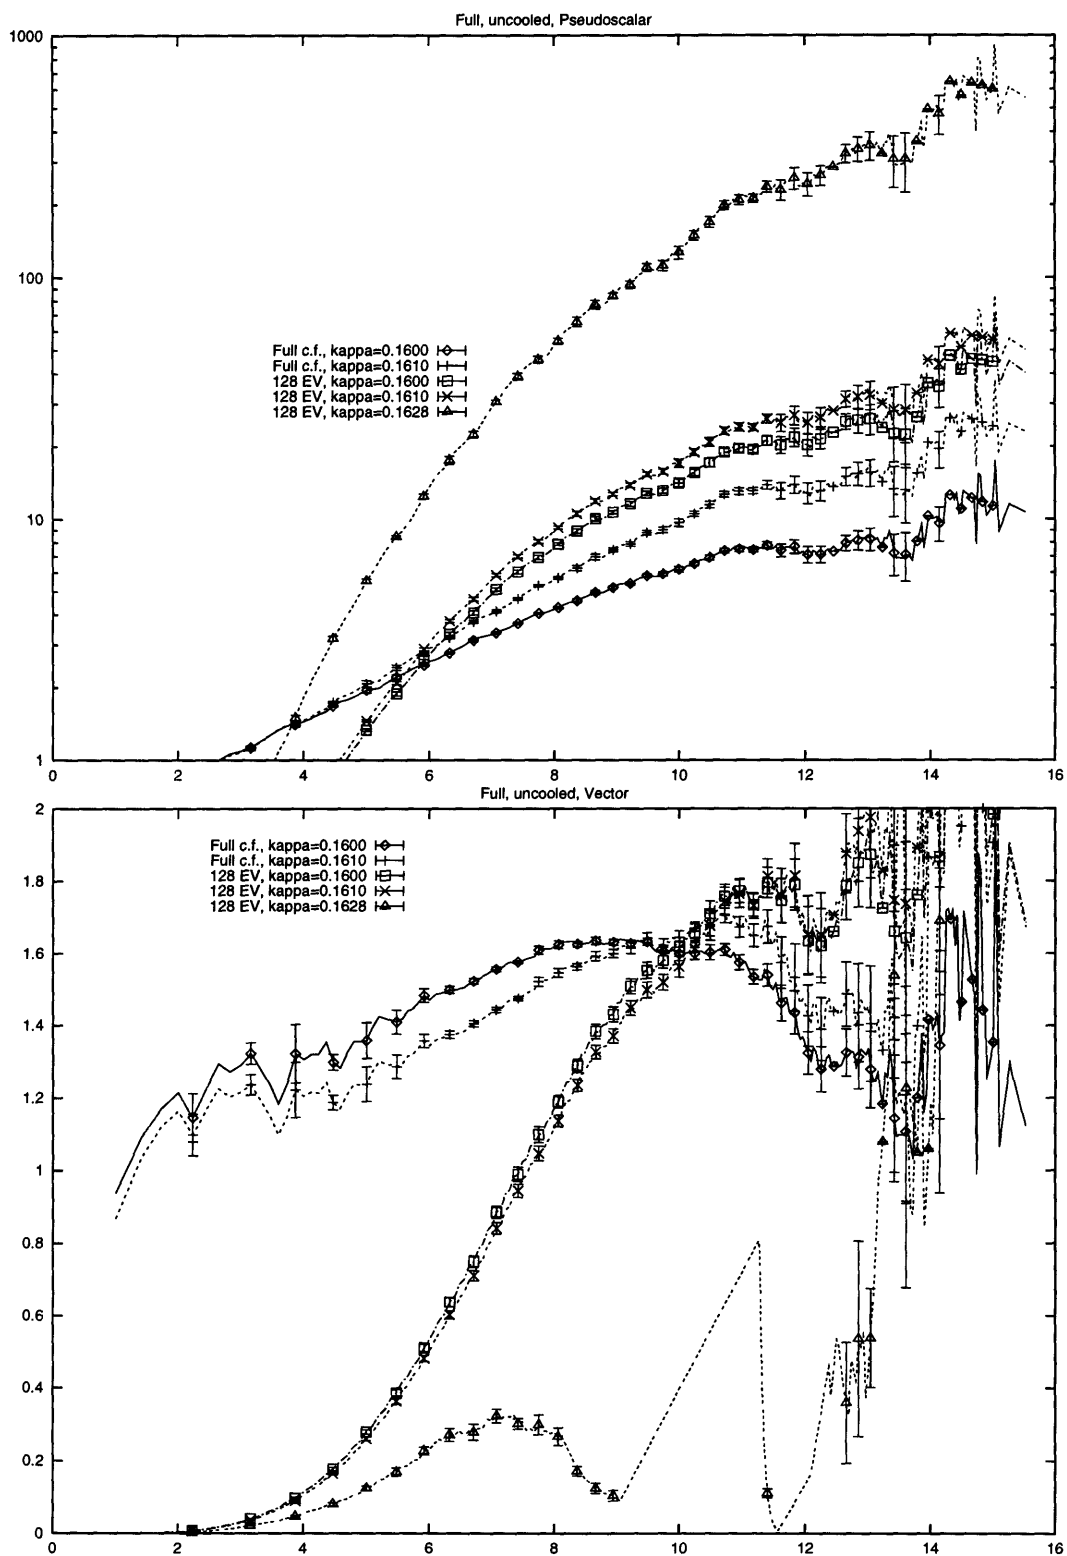 Full, uncooled, Pseudoscalar
1000
100
10
1
Full c.f., kappa=0.1600
Full c.f., kappa=0.1610
128 EV, kappa=0.1600
128 EV, kappa=0.1610
128 EV, kappa=0.1628
0 2 4 6 8 10 12 14 16
Full, uncooled, Vector
2
1.8
1.6
1.4
1.2
1
0.8
0.6
0.4
0.2
0
Full c.f., kappa=0.1600
Full c.f., kappa=0.1610
128 EV, kappa=0.1600
128 EV, kappa=0.1610
128 EV, kappa=0.1628
0 2 4 6 8 10 12 14 16